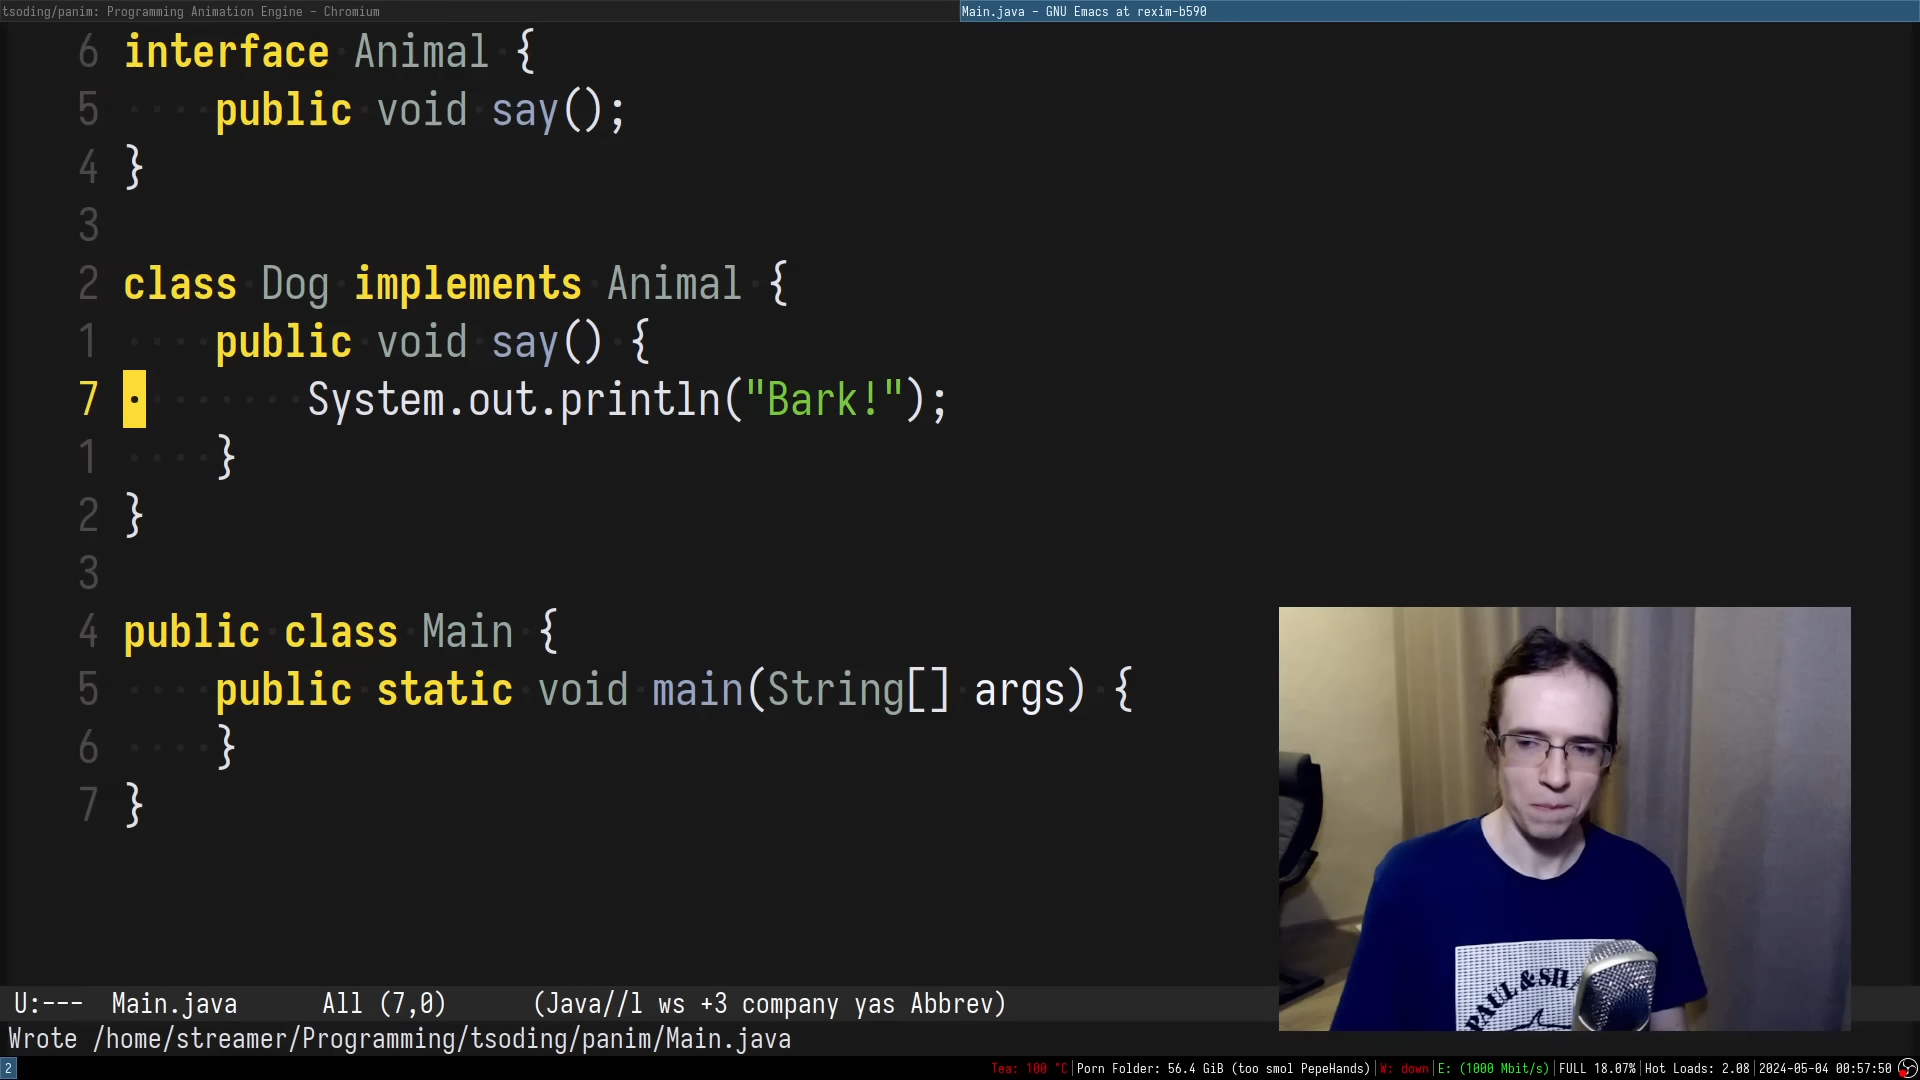 tsoding/panim: Programming Animation Engine - Chromium
Main.java - GNU Emacs at rexim-b590
6 interface Animal {
5     public void say();
4 }
3
2 class Dog implements Animal {
1     public void say() {
7         System.out.println("Bark!");
1     }
2 }
3
4 public class Main {
5     public static void main(String[] args) {
6     }
7 }
PAUL & SHA
U:--- Main.java All (7,0) (Java//l ws +3 company yas Abbrev)
Wrote /home/streamer/Programming/tsoding/panim/Main.java
2
Tea: 100 °C|Porn Folder: 56.4 GiB (too smol PepeHands)|W: down|E: (1000 Mbit/s)|FULL 18.07%|Hot Loads: 2.08|2024-05-04 00:57:50